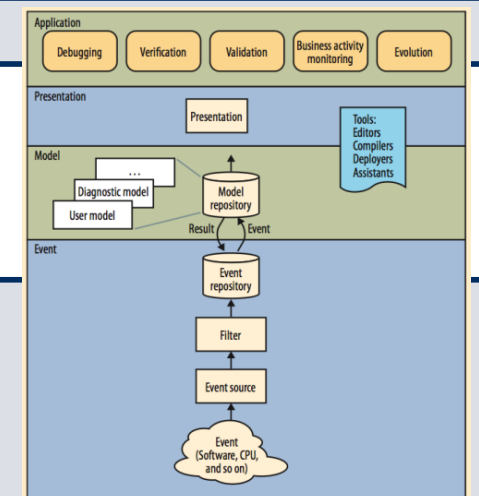 Application
Debugging
Verification
Validation
Business activity
monitoring
Evolution
Presentation
Presentation
Tools:
Editors
Compilers
Deployers
Assistants
Model
...
Diagnostic model
User model
Model
repository
Result
Event
Event
Event
repository
Filter
Event source
Event
(Software, CPU,
and so on)